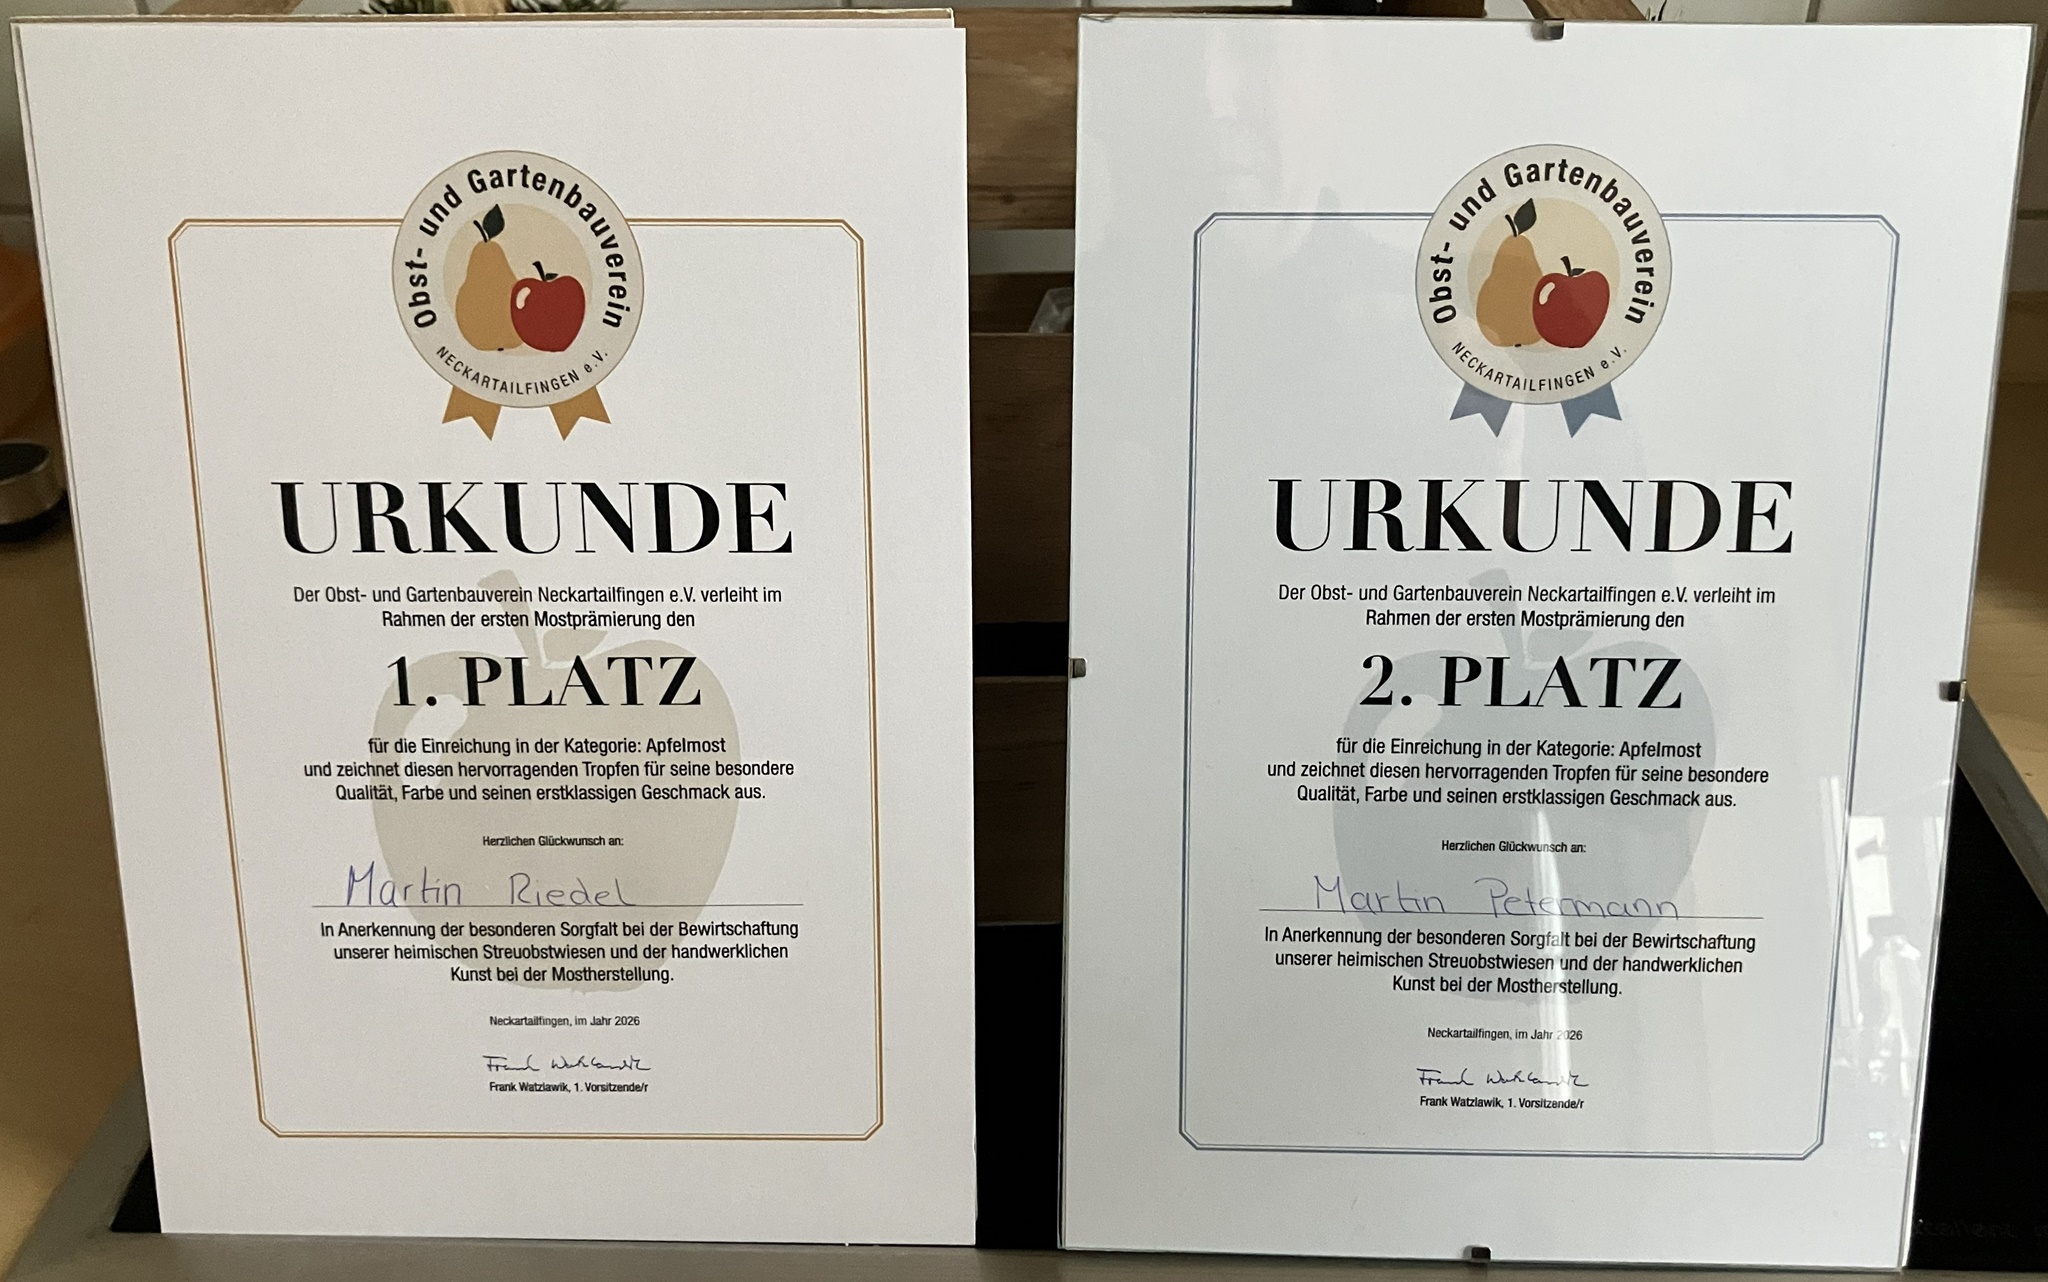 Obst- und Gartenbauverein
NECKARTAILFINGEN e.V.
URKUNDE
Der Obst- und Gartenbauverein Neckartailfingen e.V. verleiht im
Rahmen der ersten Mostprämierung den
1. PLATZ
für die Einreichung in der Kategorie: Apfelmost
und zeichnet diesen hervorragenden Tropfen für seine besondere
Qualität, Farbe und seinen erstklassigen Geschmack aus.
Herzlichen Glückwunsch an:
Martin Riedel
In Anerkennung der besonderen Sorgfalt bei der Bewirtschaftung
unserer heimischen Streuobstwiesen und der handwerklichen
Kunst bei der Mostherstellung.
Neckartailfingen, im Jahr 2026
Frank Watzlawik, 1. Vorsitzende/r
Obst- und Gartenbauverein
NECKARTAILFINGEN e.V.
URKUNDE
Der Obst- und Gartenbauverein Neckartailfingen e.V. verleiht im
Rahmen der ersten Mostprämierung den
2. PLATZ
für die Einreichung in der Kategorie: Apfelmost
und zeichnet diesen hervorragenden Tropfen für seine besondere
Qualität, Farbe und seinen erstklassigen Geschmack aus.
Herzlichen Glückwunsch an:
Martin Petermann
In Anerkennung der besonderen Sorgfalt bei der Bewirtschaftung
unserer heimischen Streuobstwiesen und der handwerklichen
Kunst bei der Mostherstellung.
Neckartailfingen, im Jahr 2026
Frank Watzlawik, 1. Vorsitzende/r